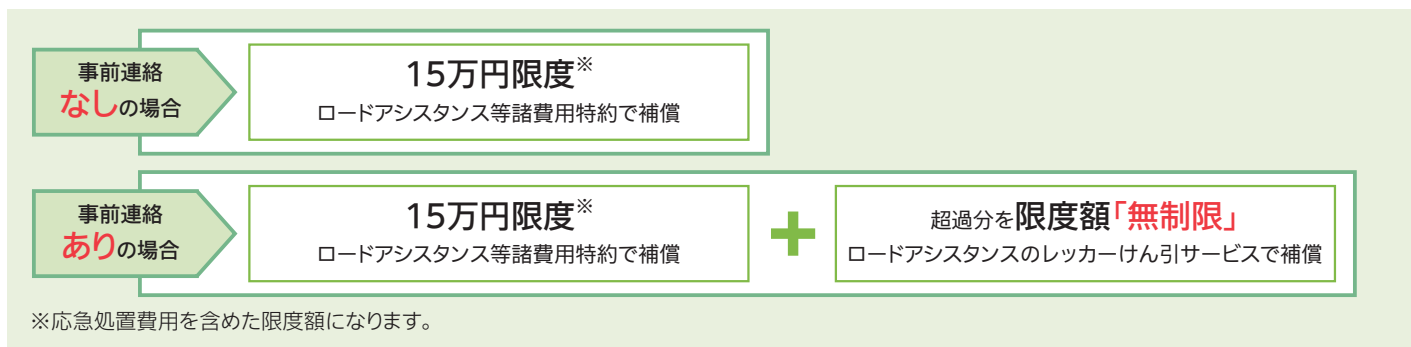 事前連絡
なしの場合
15万円限度※
ロードアシスタンス等諸費用特約で補償
事前連絡
ありの場合
15万円限度※
ロードアシスタンス等諸費用特約で補償
+
超過分を限度額「無制限」
ロードアシスタンスのレッカーけん引サービスで補償
※応急処置費用を含めた限度額になります。